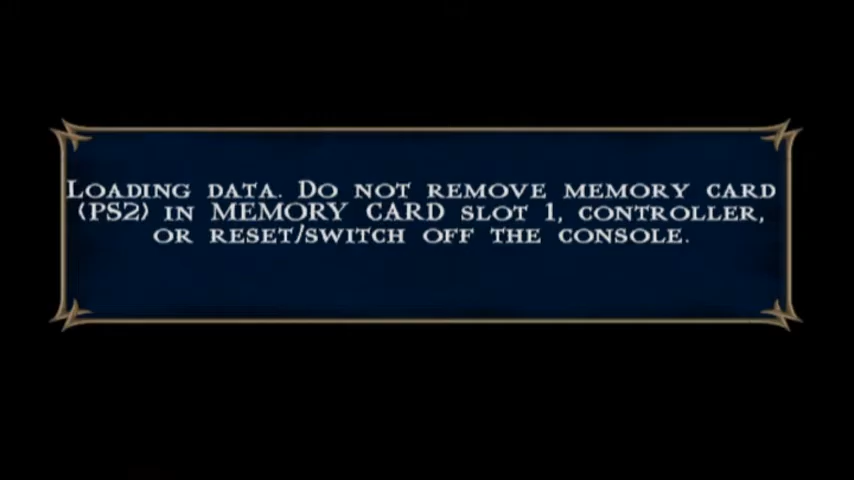 Loading data. Do not remove memory card
(PS2) in MEMORY CARD slot 1, controller,
or reset/switch off the console.